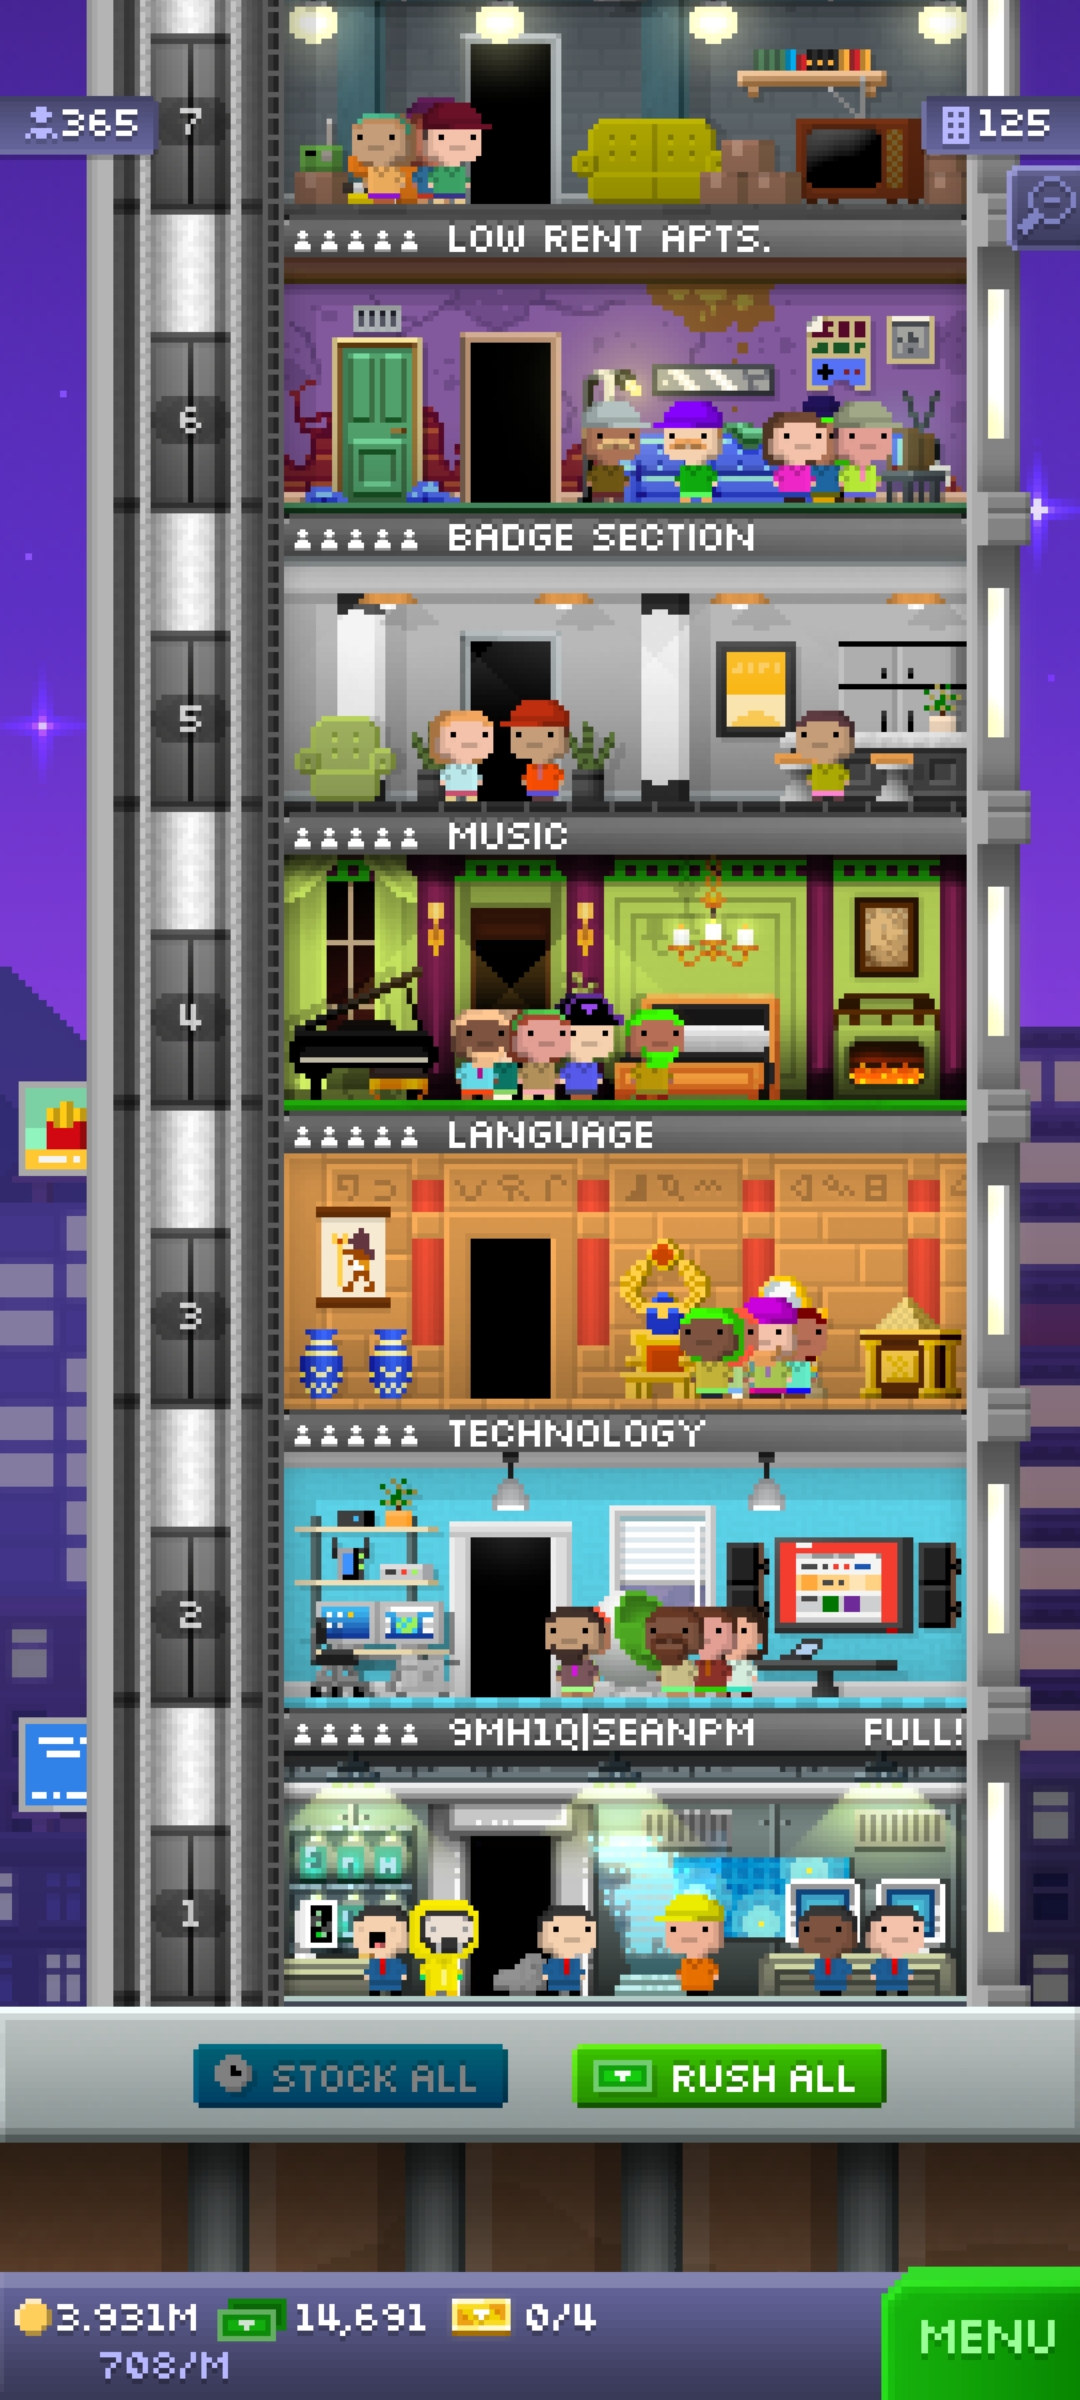 365
7
125
LOW RENT APTS.
6
BADGE SECTION
5
MUSIC
4
LANGUAGE
3
TECHNOLOGY
2
9MH1Q|SEANPM FULL!
1
STOCK ALL
RUSH ALL
3.931M 14,691 0/4
708/M
MENU